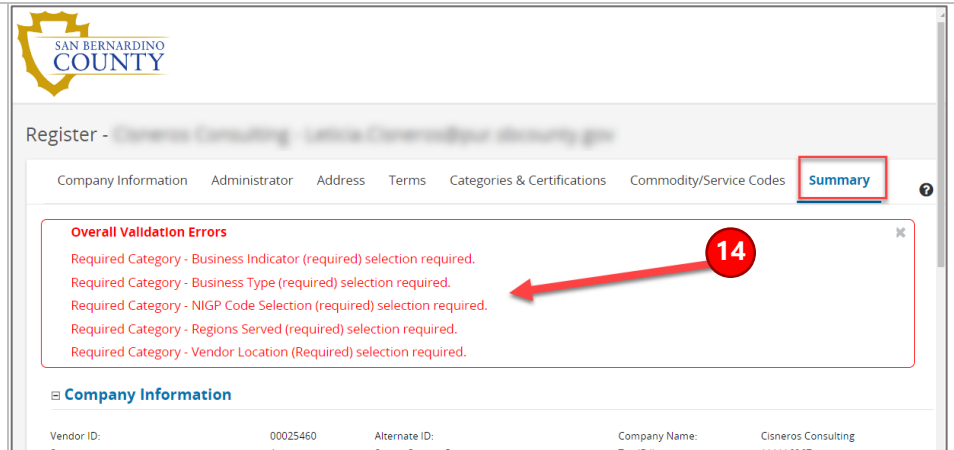 SAN BERNARDINO
COUNTY
Register -
Company Information Administrator Address Terms Categories & Certifications Commodity/Service Codes Summary
Overall Validation Errors
Required Category - Business Indicator (required) selection required.
14
Required Category - Business Type (required) selection required.
Required Category - NIGP Code Selection (required) selection required.
Required Category - Regions Served (required) selection required.
Required Category - Vendor Location (Required) selection required.
Company Information
Vendor ID: 00025460 Alternate ID: Company Name: Cisneros Consulting